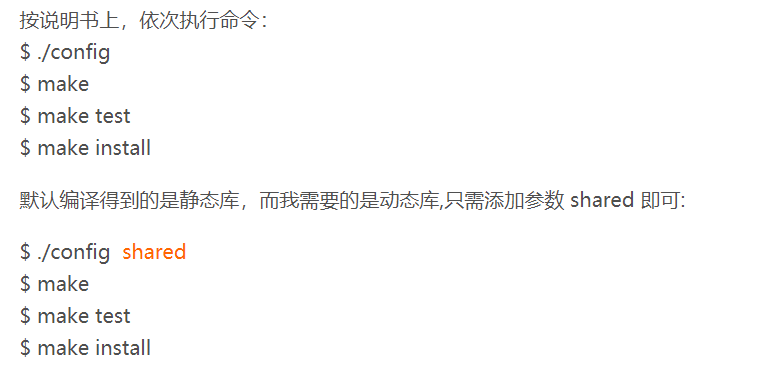 按说明书上，依次执行命令：
$ ./config
$ make
$ make test
$ make install
默认编译得到的是静态库，而我需要的是动态库,只需添加参数 shared 即可:
$ ./config  shared
$ make
$ make test
$ make install